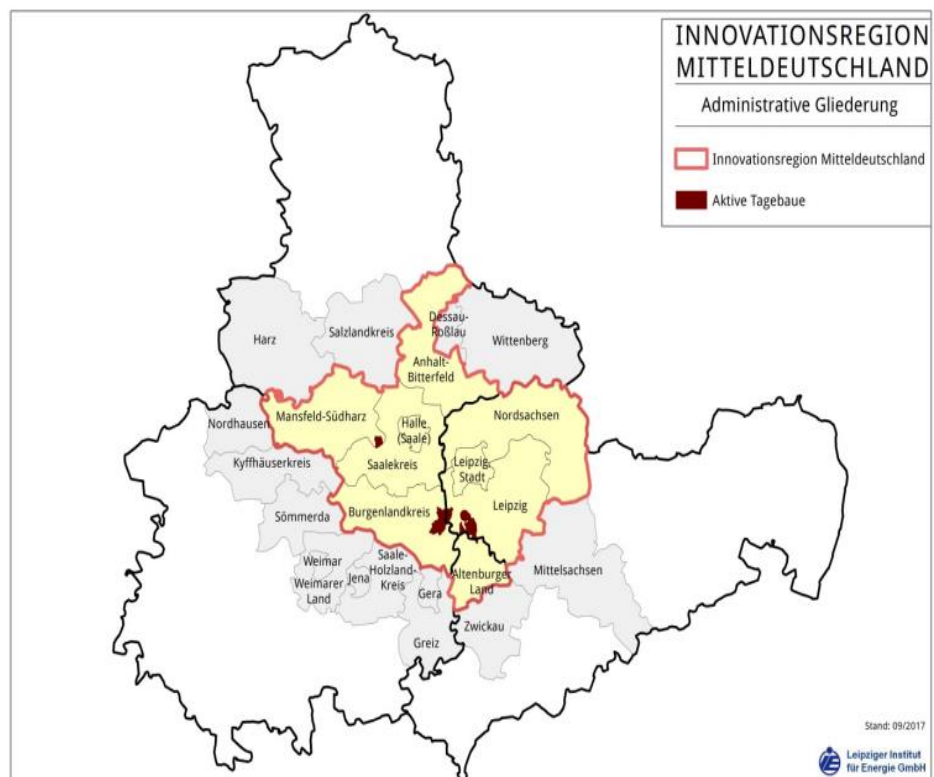 INNOVATIONSREGION
MITTELDEUTSCHLAND
Administrative Gliederung
Innovationsregion Mitteldeutschland
Aktive Tagebaue
Harz
Salzlandkreis
Dessau-
Roßlau
Wittenberg
Anhalt-
Bitterfeld
Nordhausen
Mansfeld-Südharz
Halle
(Saale)
Nordsachsen
Kyffhäuserkreis
Saalekreis
Leipzig
Stadt
Sömmerda
Burgenlandkreis
Leipzig
Weimar
Weimarer
Land
Jena
Saale-
Holzland-
Kreis
Gera
Altenburger
Land
Mittelsachsen
Greiz
Zwickau
Stand: 09/2017
Leipziger Institut
für Energie GmbH